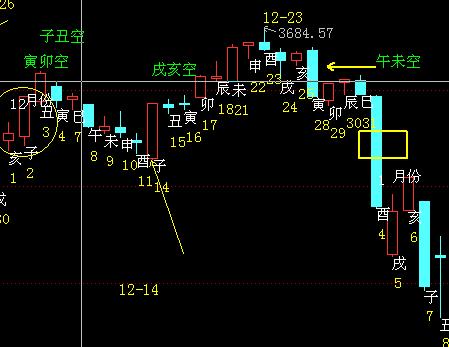 26
12-23
3684.57
子丑空
寅卯空
戌亥空
午未空
12月份
亥 子 丑 寅 巳 午 未 申 酉 子 丑 寅 卯 辰 未 申 酉 戌 亥 寅 卯 辰 巳
1 2 3 4 7 8 9 10 11 14 15 16 17 18 21 22 23 24 25 28 29 30 31
1月份
酉 戌 亥 子 丑
4 5 6 7 8
12-14